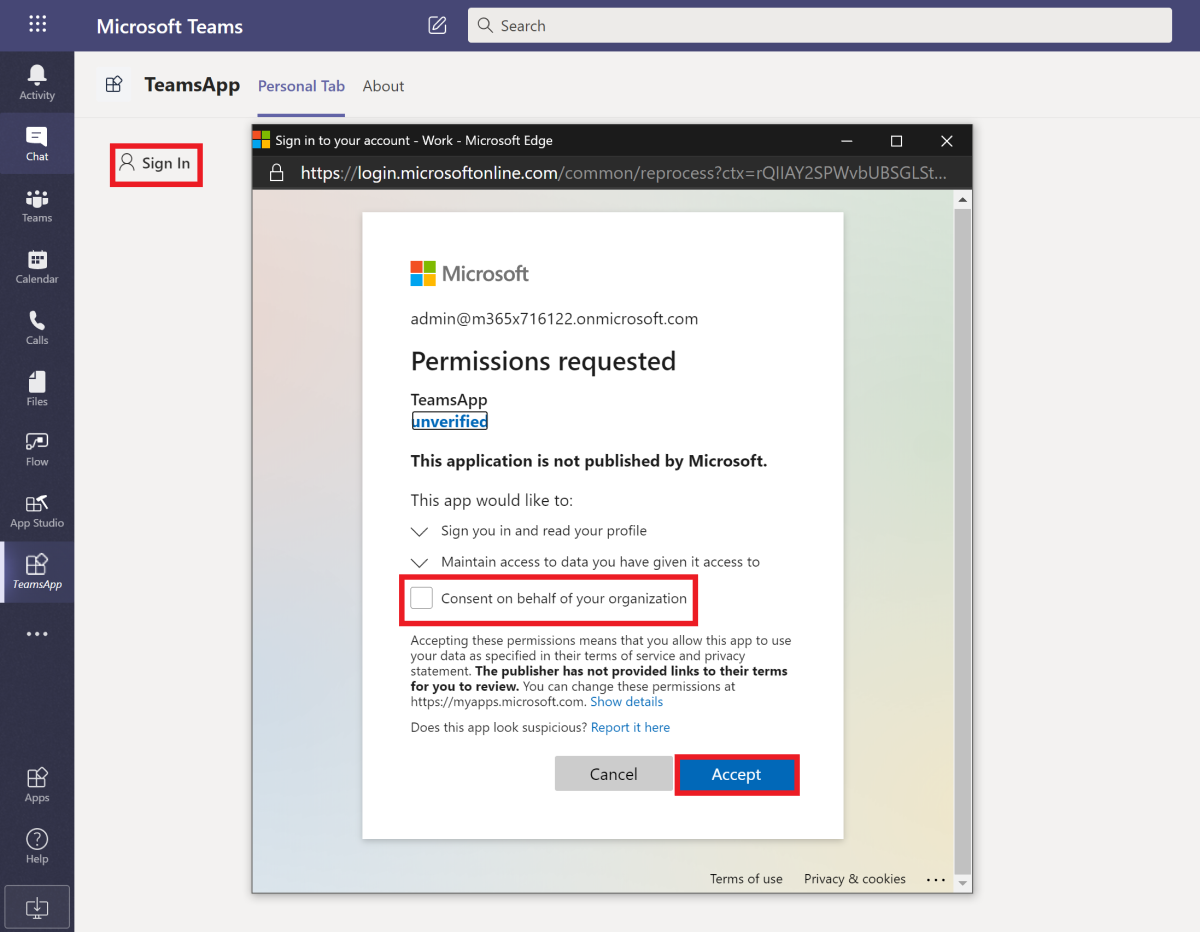 Microsoft Teams
Search
Activity
Chat
Teams
Calendar
Calls
Files
Flow
App Studio
TeamsApp
Apps
Help
TeamsApp Personal Tab About
Sign In
Sign in to your account - Work - Microsoft Edge
https://login.microsoftonline.com/common/reprocess?ctx=rQIIAY2SPWvbUBSGLSt...
Microsoft
admin@m365x716122.onmicrosoft.com
Permissions requested
TeamsApp
unverified
This application is not published by Microsoft.
This app would like to:
Sign you in and read your profile
Maintain access to data you have given it access to
Consent on behalf of your organization
Accepting these permissions means that you allow this app to use
your data as specified in their terms of service and privacy
statement. The publisher has not provided links to their terms
for you to review. You can change these permissions at
https://myapps.microsoft.com. Show details
Does this app look suspicious? Report it here
Cancel Accept
Terms of use Privacy & cookies ...